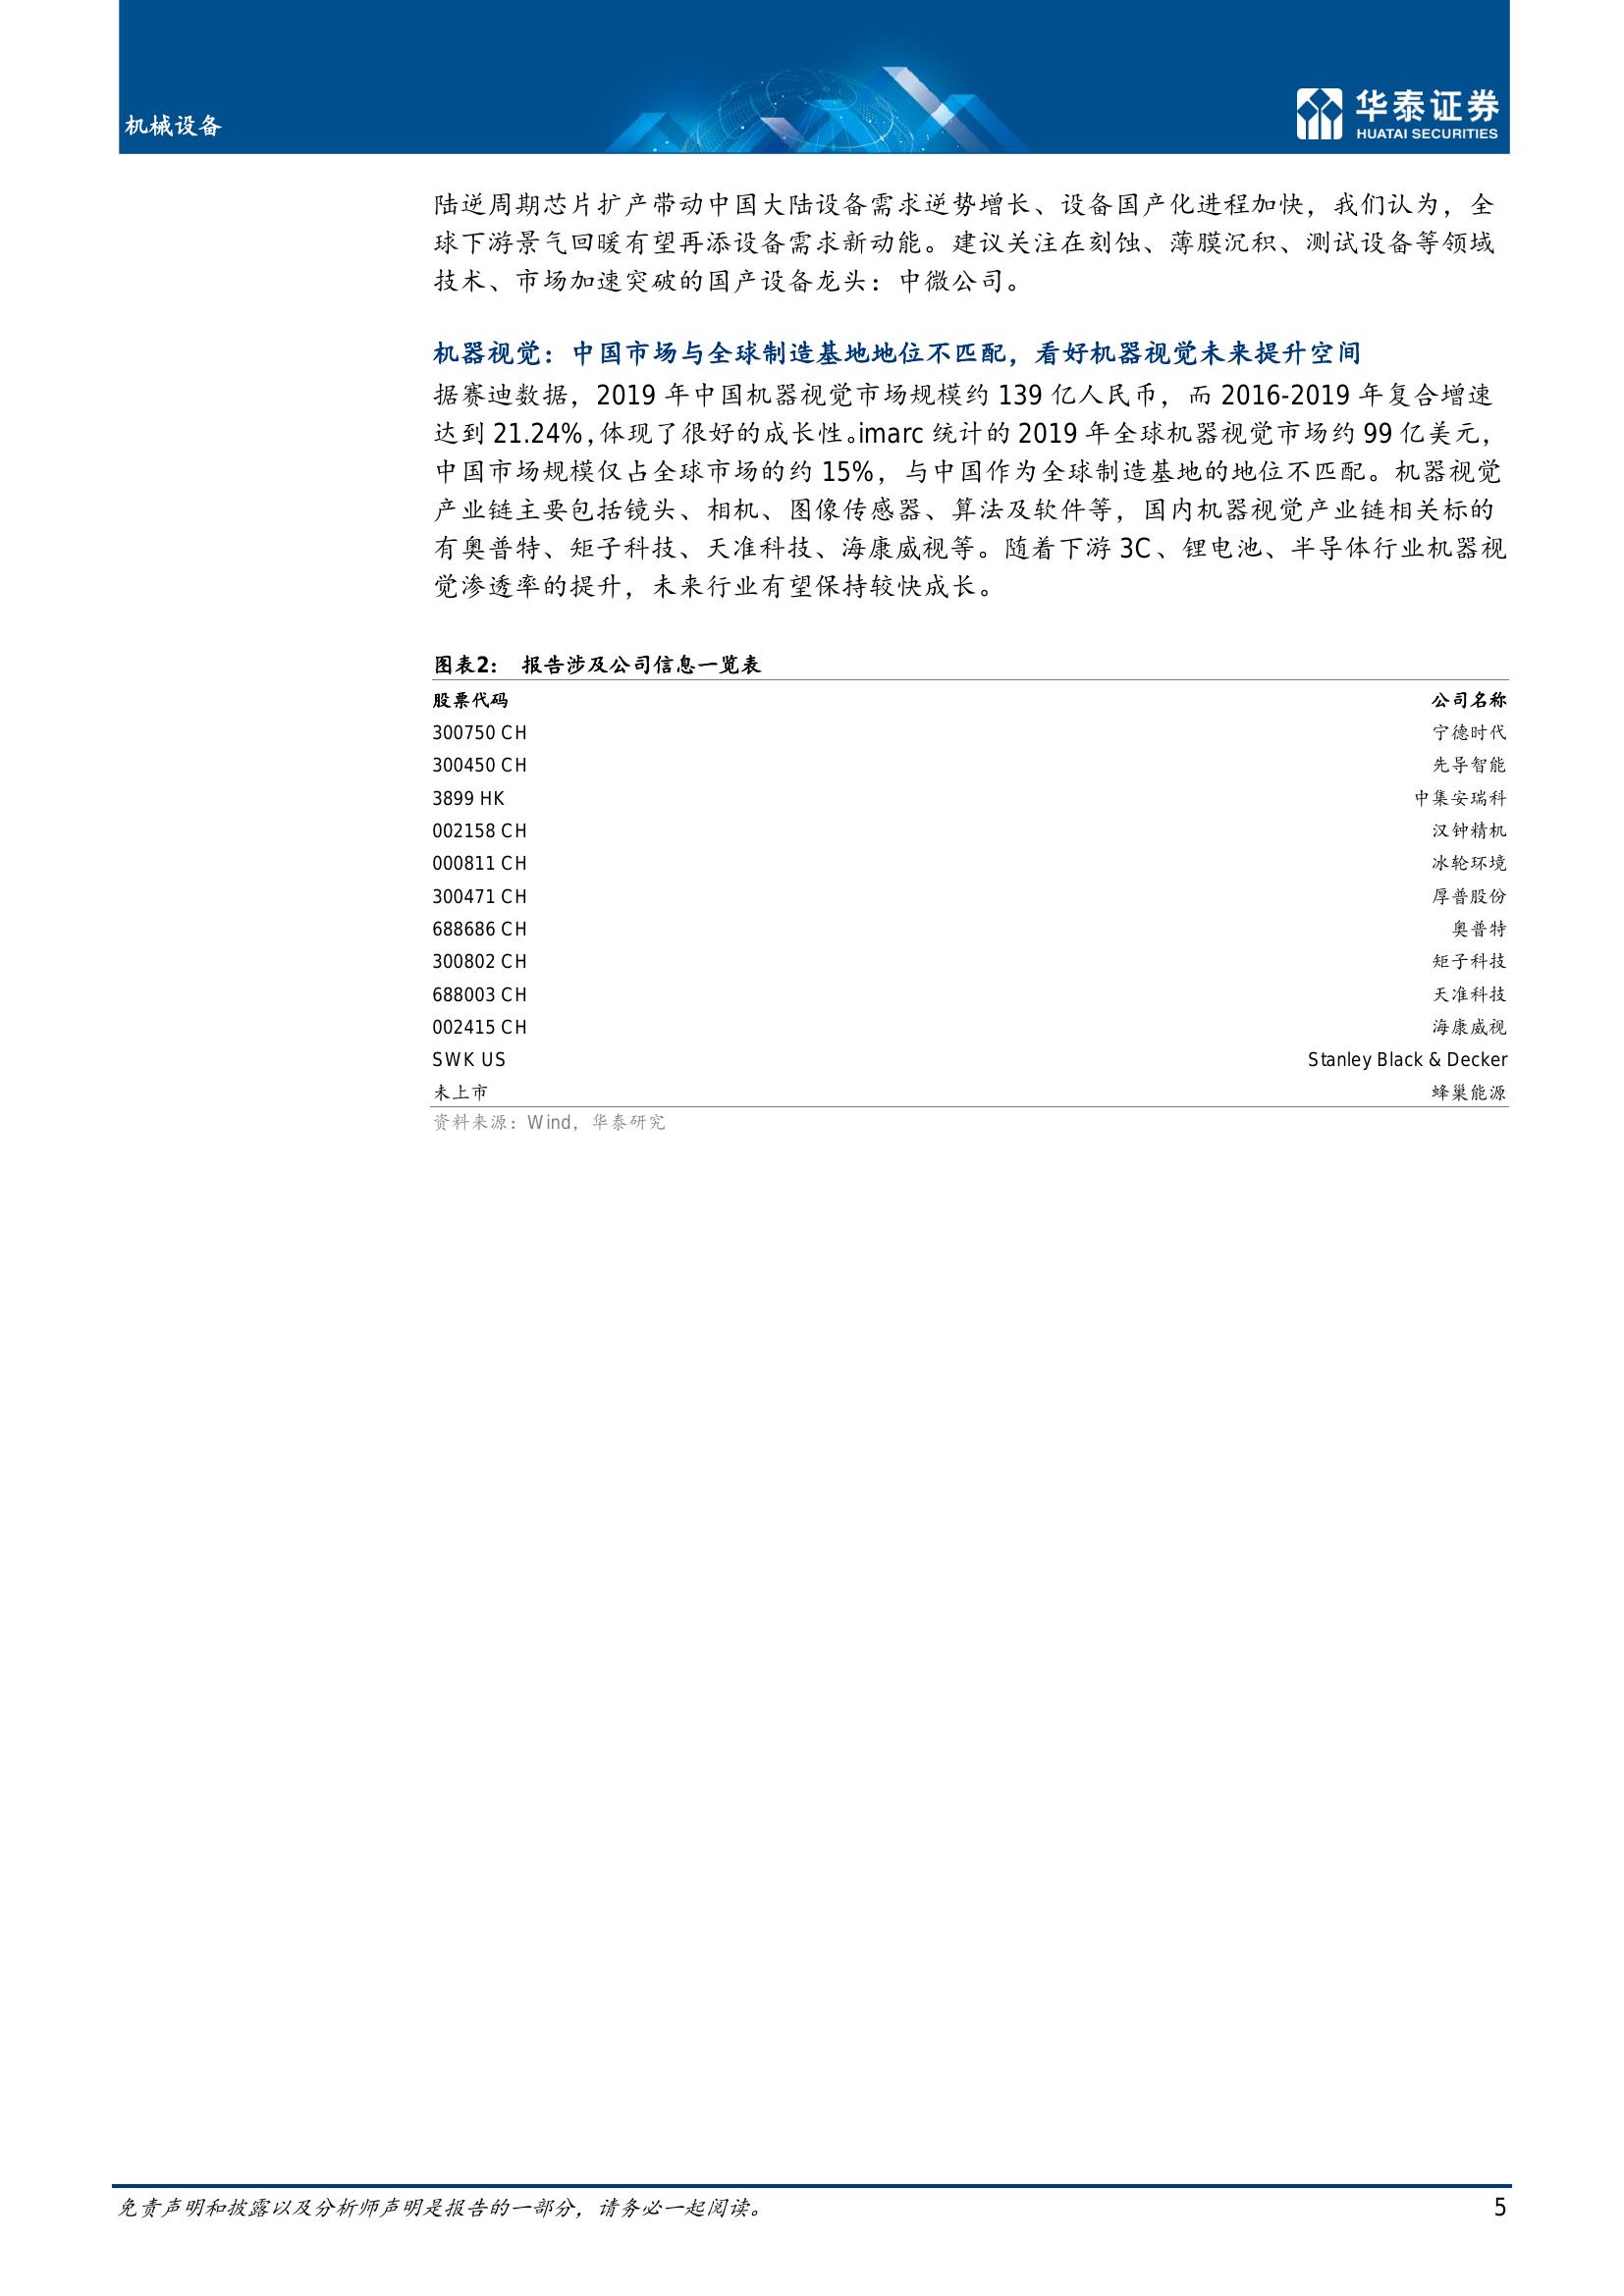 机械设备
华泰证券
HUATAI SECURITIES
陆逆周期芯片扩产带动中国大陆设备需求逆势增长、设备国产化进程加快，我们认为，全
球下游景气回暖有望再添设备需求新动能。建议关注在刻蚀、薄膜沉积、测试设备等领域
技术、市场加速突破的国产设备龙头：中微公司。
机器视觉：中国市场与全球制造基地地位不匹配，看好机器视觉未来提升空间
据赛迪数据，2019 年中国机器视觉市场规模约 139 亿人民币，而 2016-2019 年复合增速
达到 21.24%，体现了很好的成长性。imarc 统计的 2019 年全球机器视觉市场约 99 亿美元，
中国市场规模仅占全球市场的约 15%，与中国作为全球制造基地的地位不匹配。机器视觉
产业链主要包括镜头、相机、图像传感器、算法及软件等，国内机器视觉产业链相关标的
有奥普特、矩子科技、天准科技、海康威视等。随着下游 3C、锂电池、半导体行业机器视
觉渗透率的提升，未来行业有望保持较快成长。
图表2： 报告涉及公司信息一览表
股票代码 公司名称
300750 CH 宁德时代
300450 CH 先导智能
3899 HK 中集安瑞科
002158 CH 汉钟精机
000811 CH 冰轮环境
300471 CH 厚普股份
688686 CH 奥普特
300802 CH 矩子科技
688003 CH 天准科技
002415 CH 海康威视
SWK US Stanley Black & Decker
未上市 蜂巢能源
资料来源：Wind，华泰研究
免责声明和披露以及分析师声明是报告的一部分，请务必一起阅读。 5